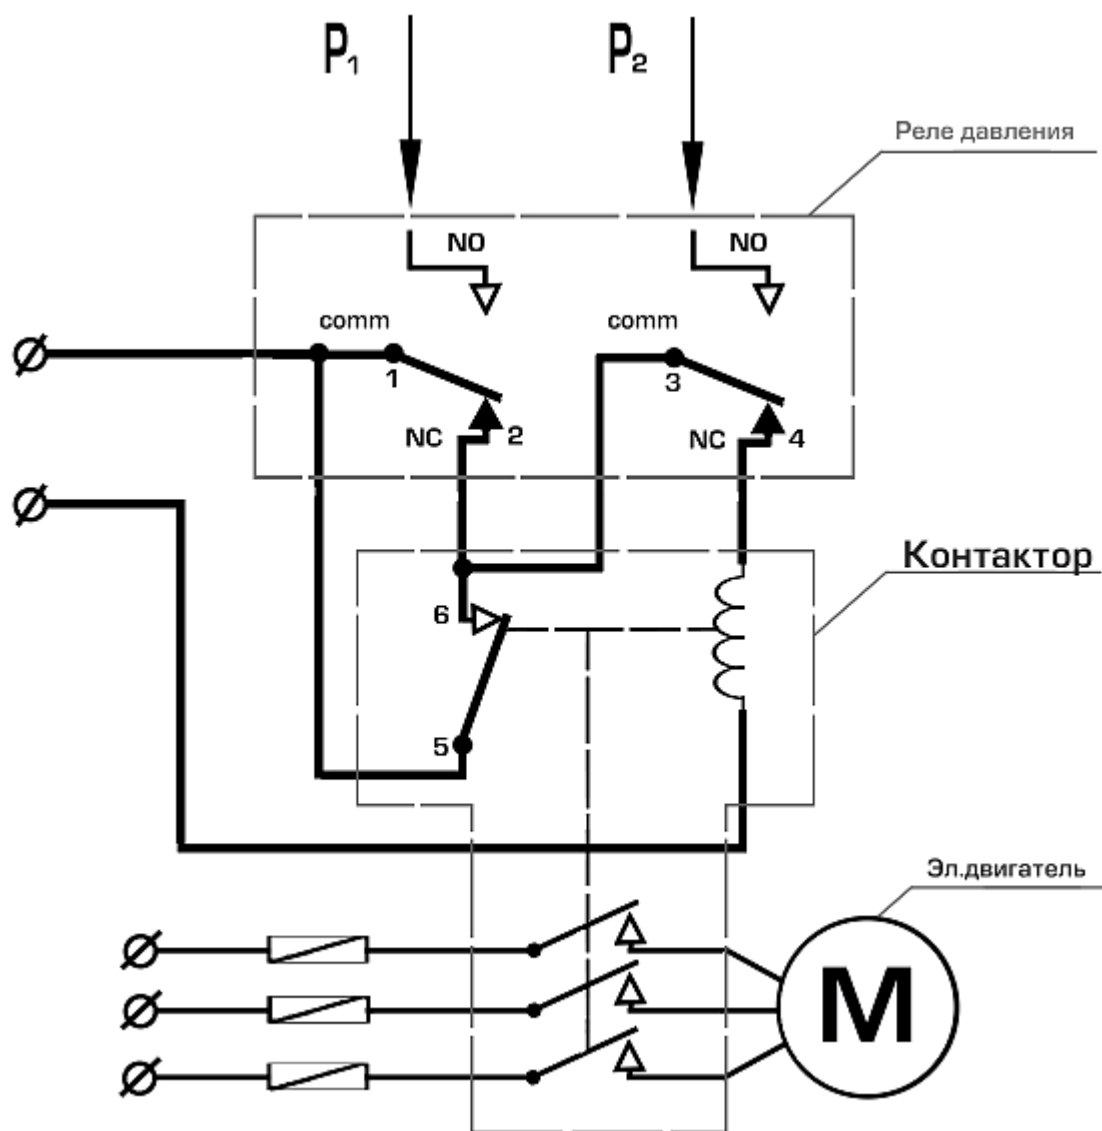 P1 P2
Реле давления
NO NO
comm comm
1 3
NC 2 NC 4
Контактор
6
5
Эл.двигатель
M